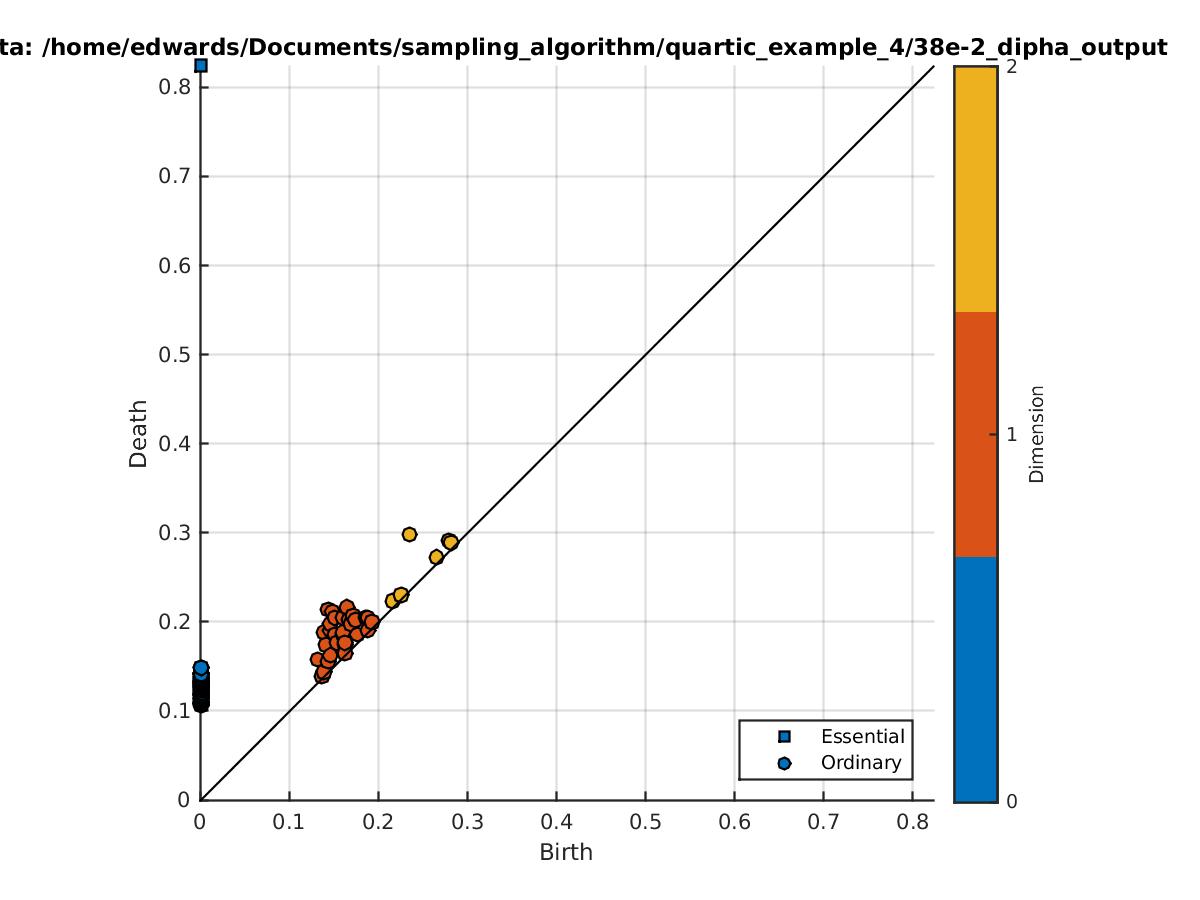 ta: /home/edwards/Documents/sampling_algorithm/quartic_example_4/38e-2_dipha_output
0.8
0.7
0.6
0.5
0.4
0.3
0.2
0.1
0
Death
0 0.1 0.2 0.3 0.4 0.5 0.6 0.7 0.8
Birth
Essential
Ordinary
2
1
0
Dimension